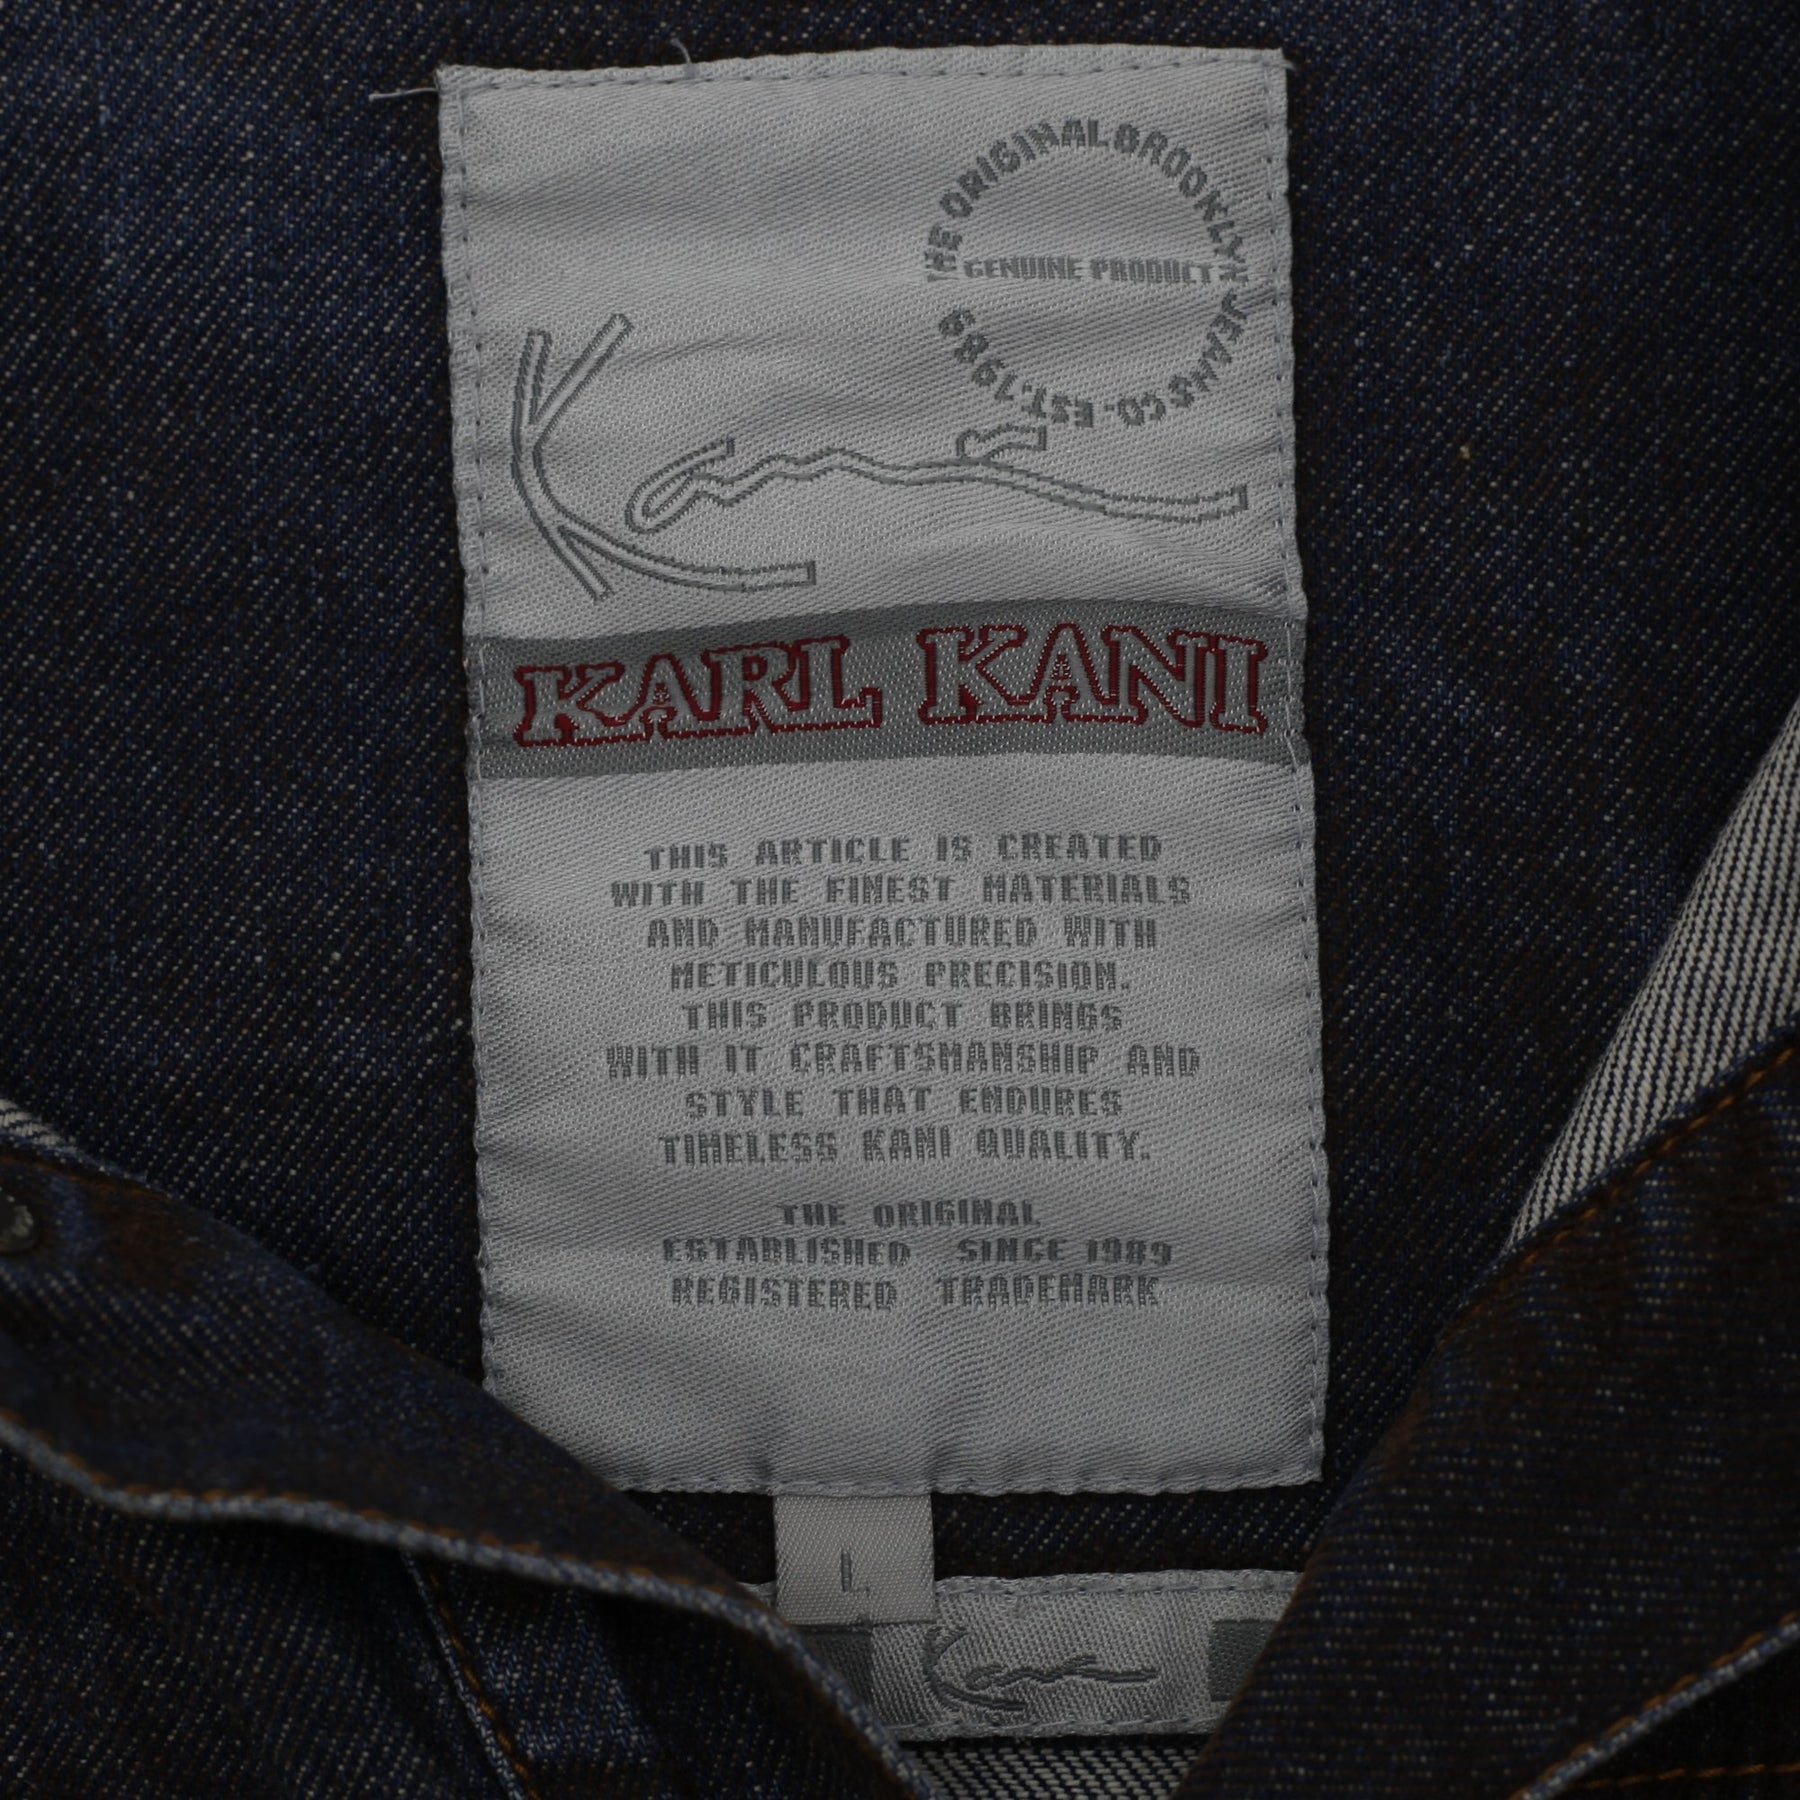 THE ORIGINAL BROOKLYN JEANS CO. EST. 1989
GENUINE PRODUCT
Kani
KARL KANI
THIS ARTICLE IS CREATED
WITH THE FINEST MATERIALS
AND MANUFACTURED WITH
METICULOUS PRECISION.
THIS PRODUCT BRINGS
WITH IT CRAFTSMANSHIP AND
STYLE THAT ENDURES
TIMELESS KANI QUALITY.
THE ORIGINAL
ESTABLISHED SINCE 1989
REGISTERED TRADEMARK
L
Kani